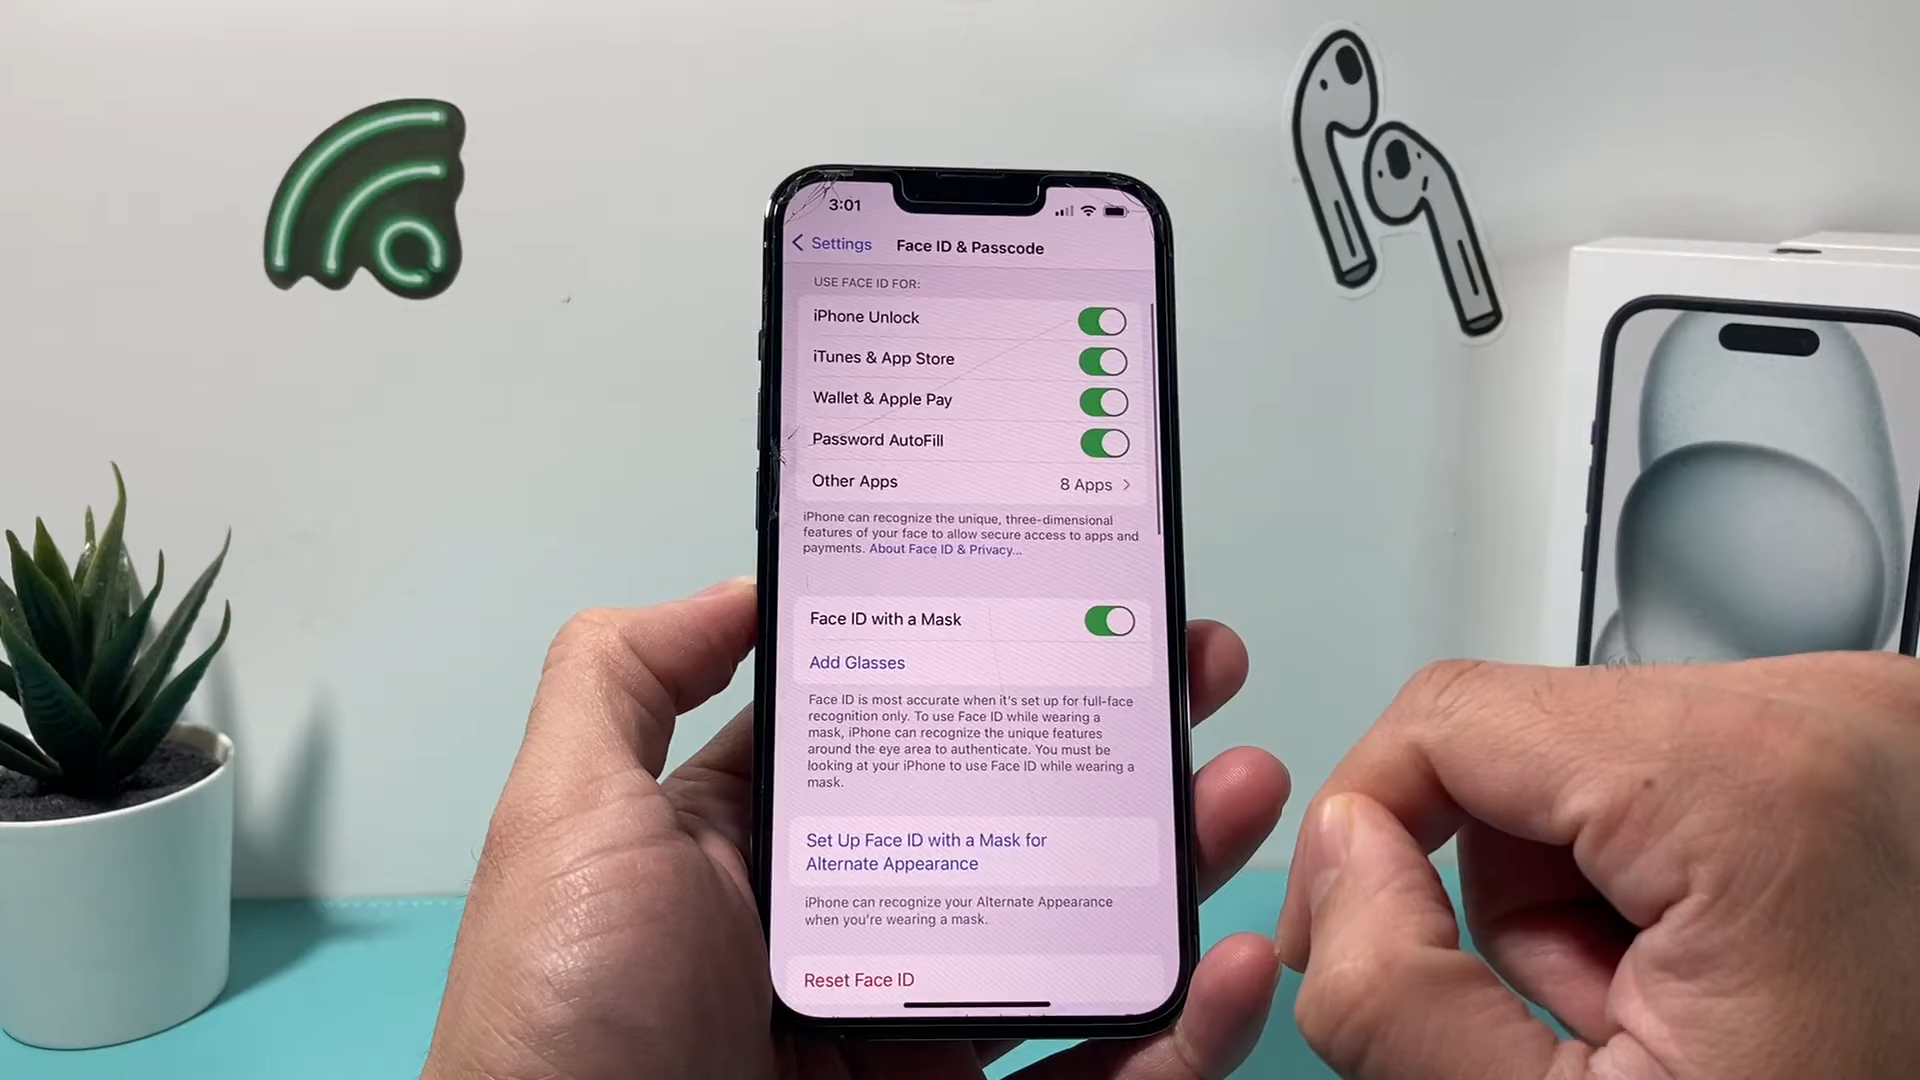 3:01
Settings
Face ID & Passcode
USE FACE ID FOR:
iPhone Unlock
iTunes & App Store
Wallet & Apple Pay
Password AutoFill
Other Apps 8 Apps
iPhone can recognize the unique, three-dimensional
features of your face to allow secure access to apps and
payments. About Face ID & Privacy...
Face ID with a Mask
Add Glasses
Face ID is most accurate when it's set up for full-face
recognition only. To use Face ID while wearing a
mask, iPhone can recognize the unique features
around the eye area to authenticate. You must be
looking at your iPhone to use Face ID while wearing a
mask.
Set Up Face ID with a Mask for
Alternate Appearance
iPhone can recognize your Alternate Appearance
when you're wearing a mask.
Reset Face ID